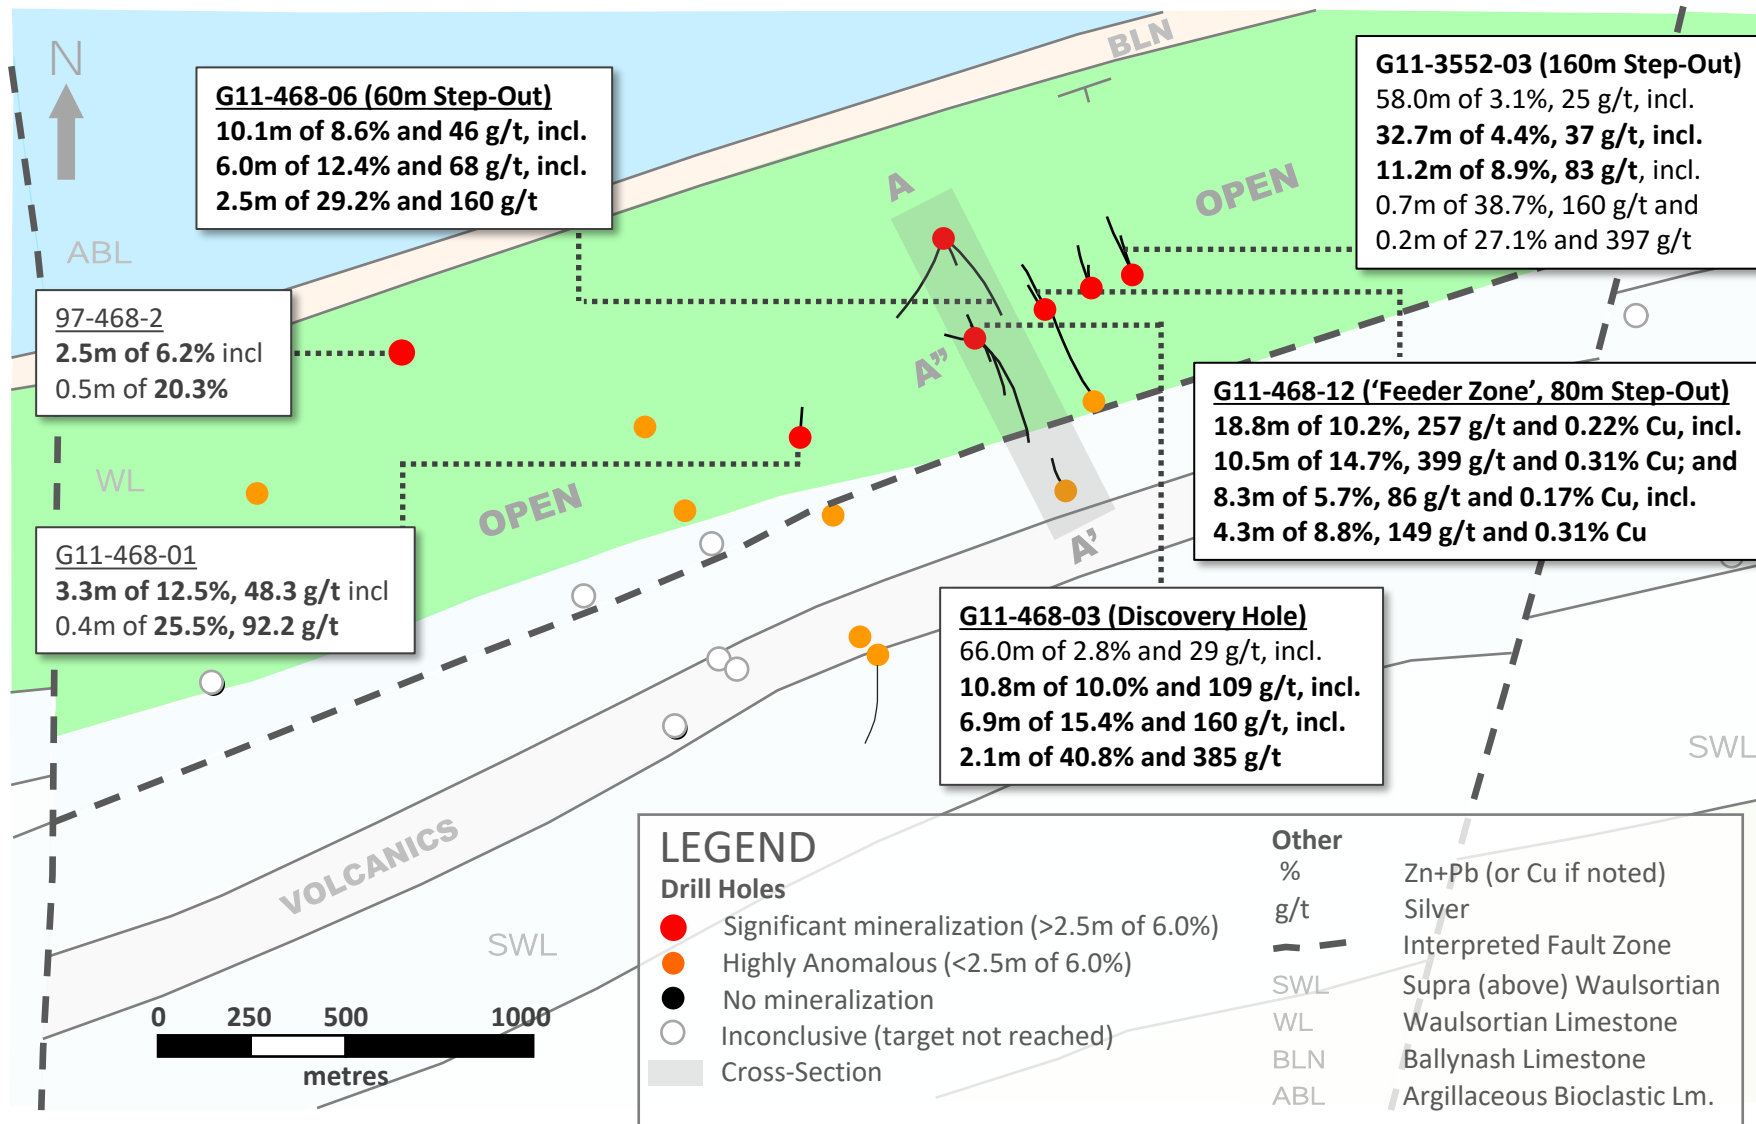 N
BLN
G11-468-06 (60m Step-Out)
10.1m of 8.6% and 46 g/t, incl.
6.0m of 12.4% and 68 g/t, incl.
2.5m of 29.2% and 160 g/t
G11-3552-03 (160m Step-Out)
58.0m of 3.1%, 25 g/t, incl.
32.7m of 4.4%, 37 g/t, incl.
11.2m of 8.9%, 83 g/t, incl.
0.7m of 38.7%, 160 g/t and
0.2m of 27.1% and 397 g/t
A
OPEN
ABL
97-468-2
2.5m of 6.2% incl
0.5m of 20.3%
A”
G11-468-12 (‘Feeder Zone’, 80m Step-Out)
18.8m of 10.2%, 257 g/t and 0.22% Cu, incl.
10.5m of 14.7%, 399 g/t and 0.31% Cu; and
8.3m of 5.7%, 86 g/t and 0.17% Cu, incl.
4.3m of 8.8%, 149 g/t and 0.31% Cu
WL
OPEN
A’
G11-468-01
3.3m of 12.5%, 48.3 g/t incl
0.4m of 25.5%, 92.2 g/t
G11-468-03 (Discovery Hole)
66.0m of 2.8% and 29 g/t, incl.
10.8m of 10.0% and 109 g/t, incl.
6.9m of 15.4% and 160 g/t, incl.
2.1m of 40.8% and 385 g/t
SWL
VOLCANICS
SWL
0 250 500 1000
metres
LEGEND
Drill Holes
Significant mineralization (>2.5m of 6.0%)
Highly Anomalous (<2.5m of 6.0%)
No mineralization
Inconclusive (target not reached)
Cross-Section
Other
% Zn+Pb (or Cu if noted)
g/t Silver
Interpreted Fault Zone
SWL Supra (above) Waulsortian
WL Waulsortian Limestone
BLN Ballynash Limestone
ABL Argillaceous Bioclastic Lm.